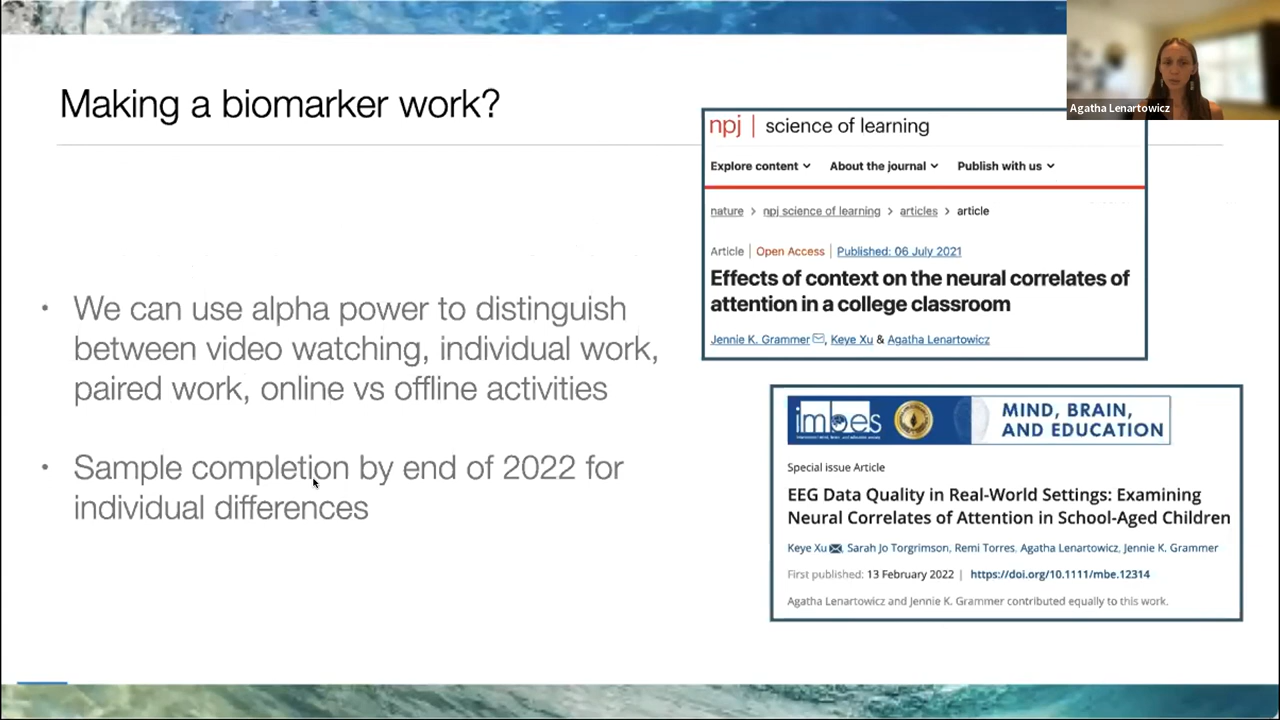 Agatha Lenartowicz
Making a biomarker work?
npj | science of learning
Explore content About the journal Publish with us
nature > npj science of learning > articles > article
Article | Open Access | Published: 06 July 2021
Effects of context on the neural correlates of
attention in a college classroom
Jennie K. Grammer, Keye Xu & Agatha Lenartowicz
• We can use alpha power to distinguish
between video watching, individual work,
paired work, online vs offline activities
• Sample completion by end of 2022 for
individual differences
imbes
MIND, BRAIN,
AND EDUCATION
Special issue Article
EEG Data Quality in Real-World Settings: Examining
Neural Correlates of Attention in School-Aged Children
Keye Xu, Sarah Jo Torgrimson, Remi Torres, Agatha Lenartowicz, Jennie K. Grammer
First published: 13 February 2022 | https://doi.org/10.1111/mbe.12314
Agatha Lenartowicz and Jennie K. Grammer contributed equally to this work.